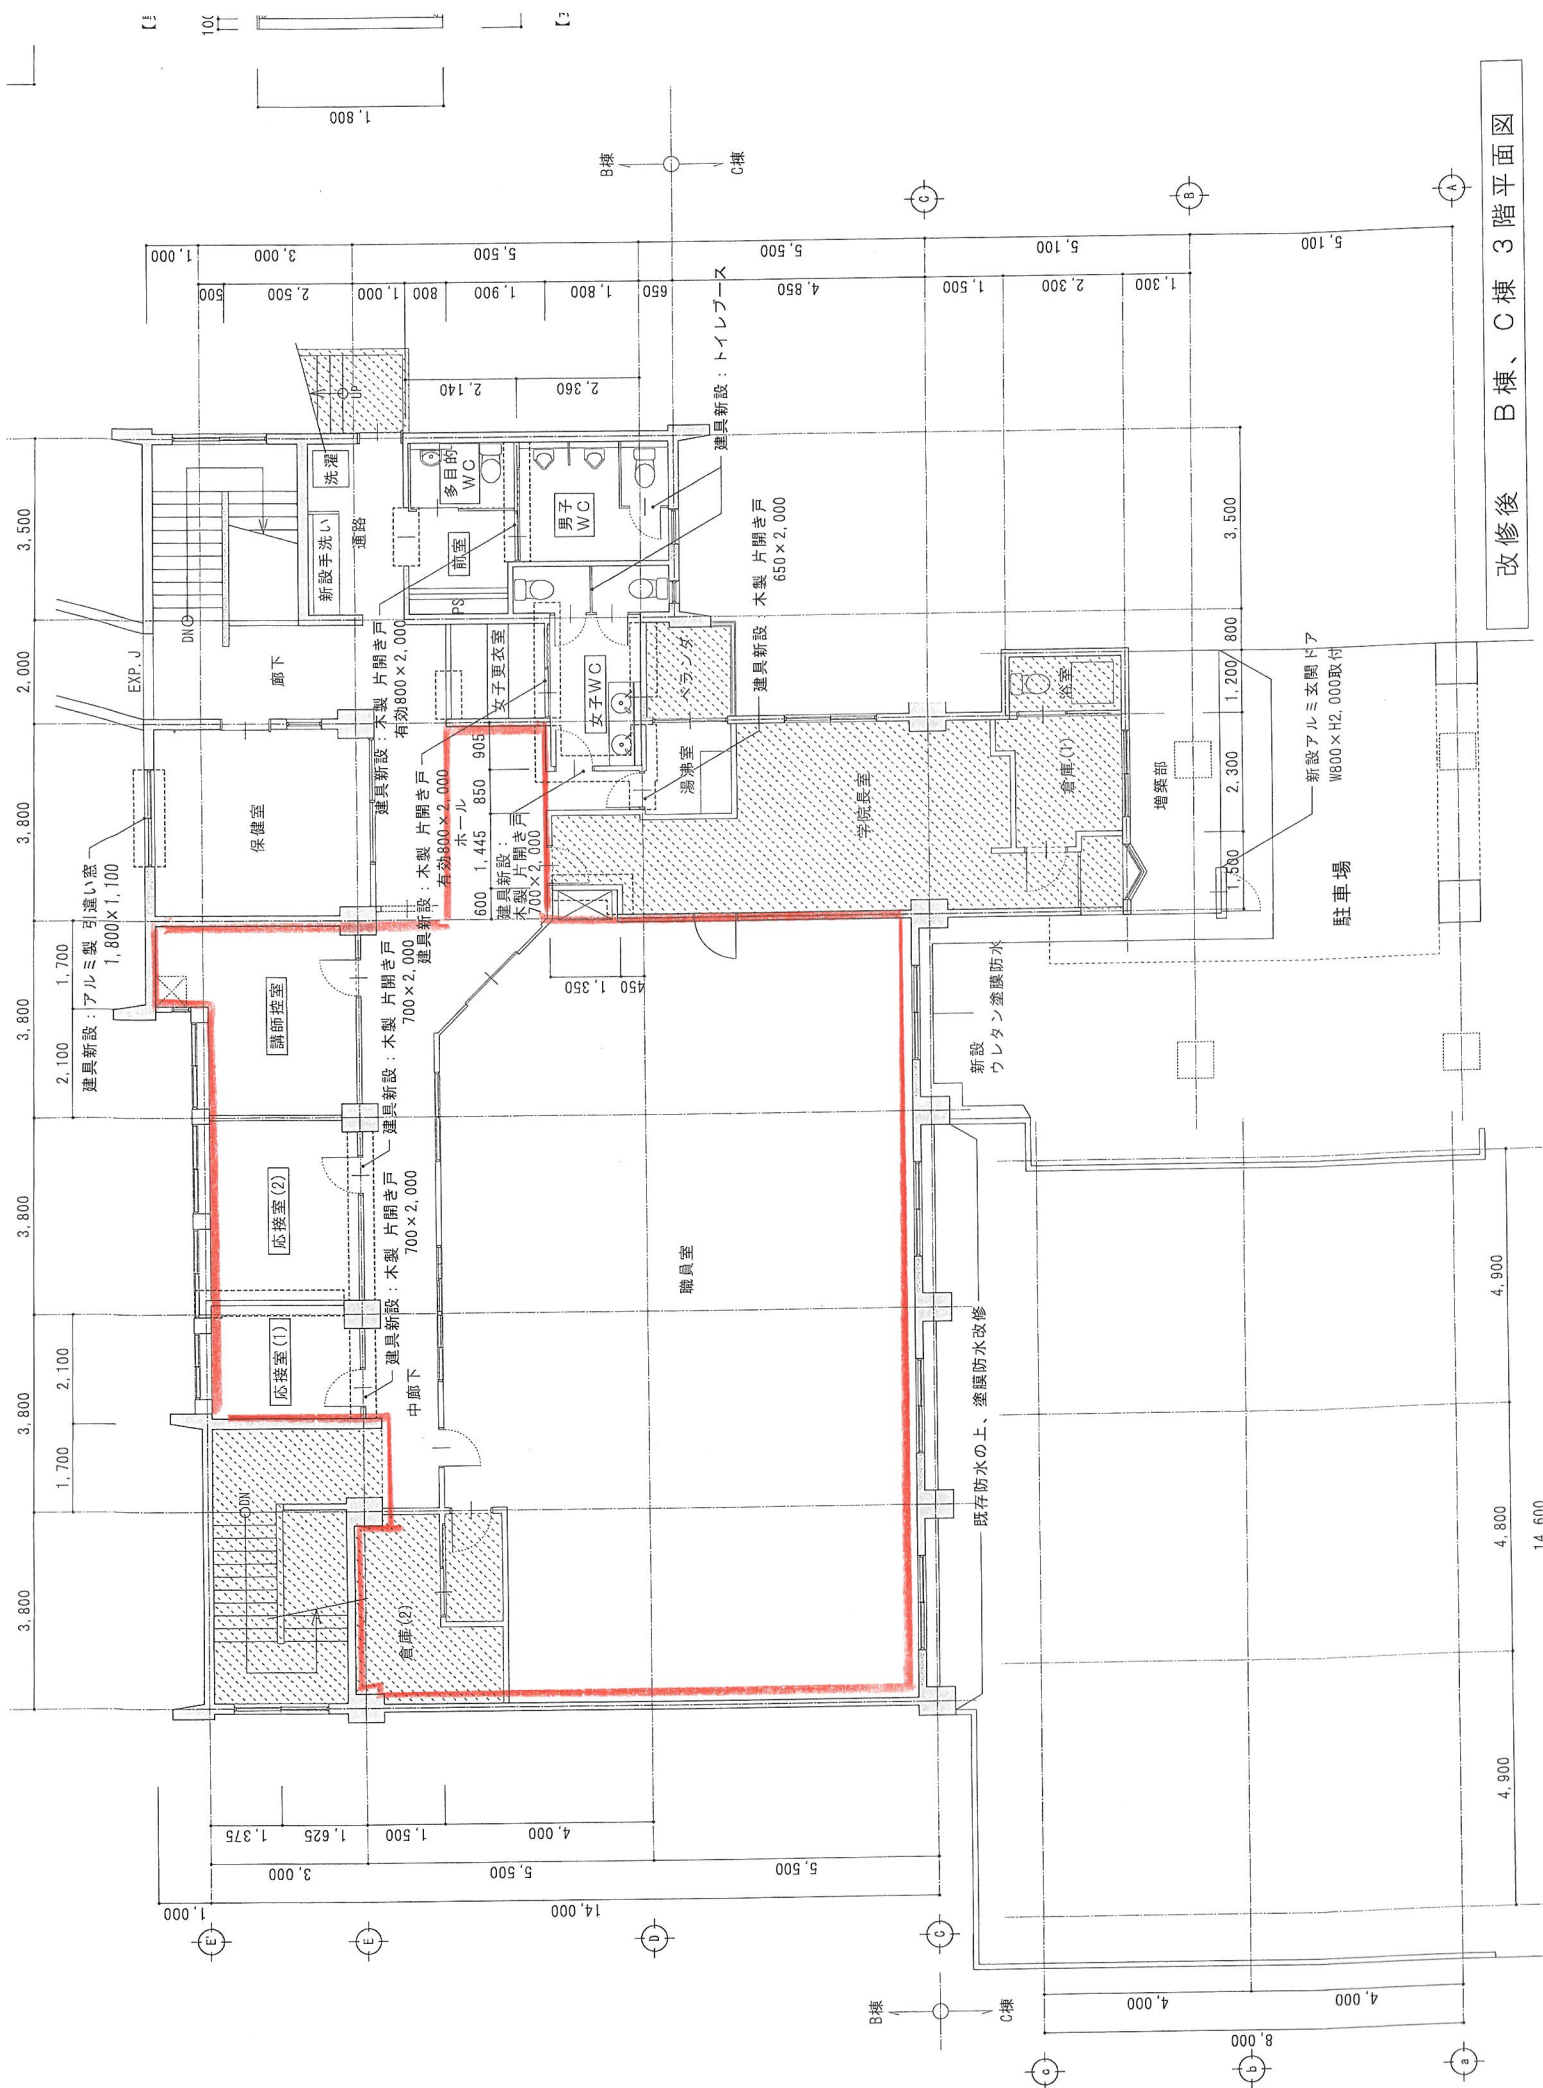 改修後　B棟、C棟 3階平面図
1,800
100
3,500
2,000
3,800
3,800
3,800
3,800
3,800
1,700
2,100
2,100
1,700
建具新設：アルミ製 引違い窓
1,800×1,100
EXP.J
DN
廊下
保健室
新設手洗い
洗濯
通路
UP
多目的
WC
前室
PS
男子
WC
女子更衣室
女子WC
ベランダ
湯沸室
ホール
建具新設：木製 片開き戸
有効800×2,000
建具新設：木製 片開き戸
有効800×2,000
建具新設：
木製 片開き戸
700×2,000
建具新設：木製 片開き戸
650×2,000
建具新設：トイレブース
600
1,445
850
905
1,350
450
講師控室
応接室(2)
応接室(1)
建具新設：木製 片開き戸
700×2,000
建具新設：木製 片開き戸
700×2,000
中廊下
DN
倉庫(2)
職員室
学院長室
倉庫(1)
浴室
増築部
駐車場
新設アルミ玄関ドア
W800×H2,000取付
新設
ウレタン塗膜防水
既存防水の上、塗膜防水改修
1,000
3,000
5,500
5,500
5,100
5,100
500
2,500
1,000
800
1,900
1,800
650
4,850
1,500
2,300
1,300
2,140
2,360
3,500
800
1,200
2,300
1,500
B棟
C棟
G
B
A
1,375
1,625
1,500
4,000
3,000
5,500
5,500
1,000
14,000
E'
E
D
G
B棟
C棟
4,900
4,800
4,900
14,600
4,000
4,000
8,000
c
b
a